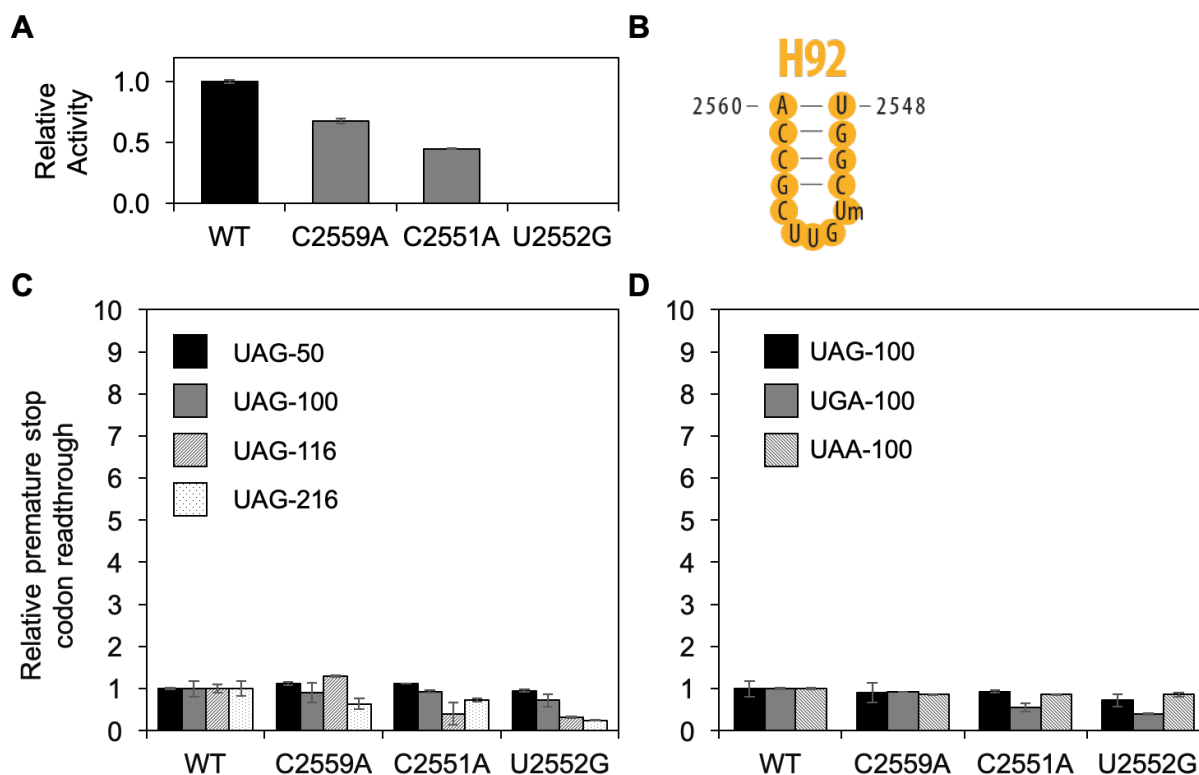 A
Relative
Activity
1.0
0.5
0.0
WT
C2559A
C2551A
U2552G
B
H92
2560
A
U
2548
C
G
C
G
G
C
C
Um
U
U
G
C
Relative premature stop
codon readthrough
10
9
8
7
6
5
4
3
2
1
0
UAG-50
UAG-100
UAG-116
UAG-216
WT
C2559A
C2551A
U2552G
D
10
9
8
7
6
5
4
3
2
1
0
UAG-100
UGA-100
UAA-100
WT
C2559A
C2551A
U2552G